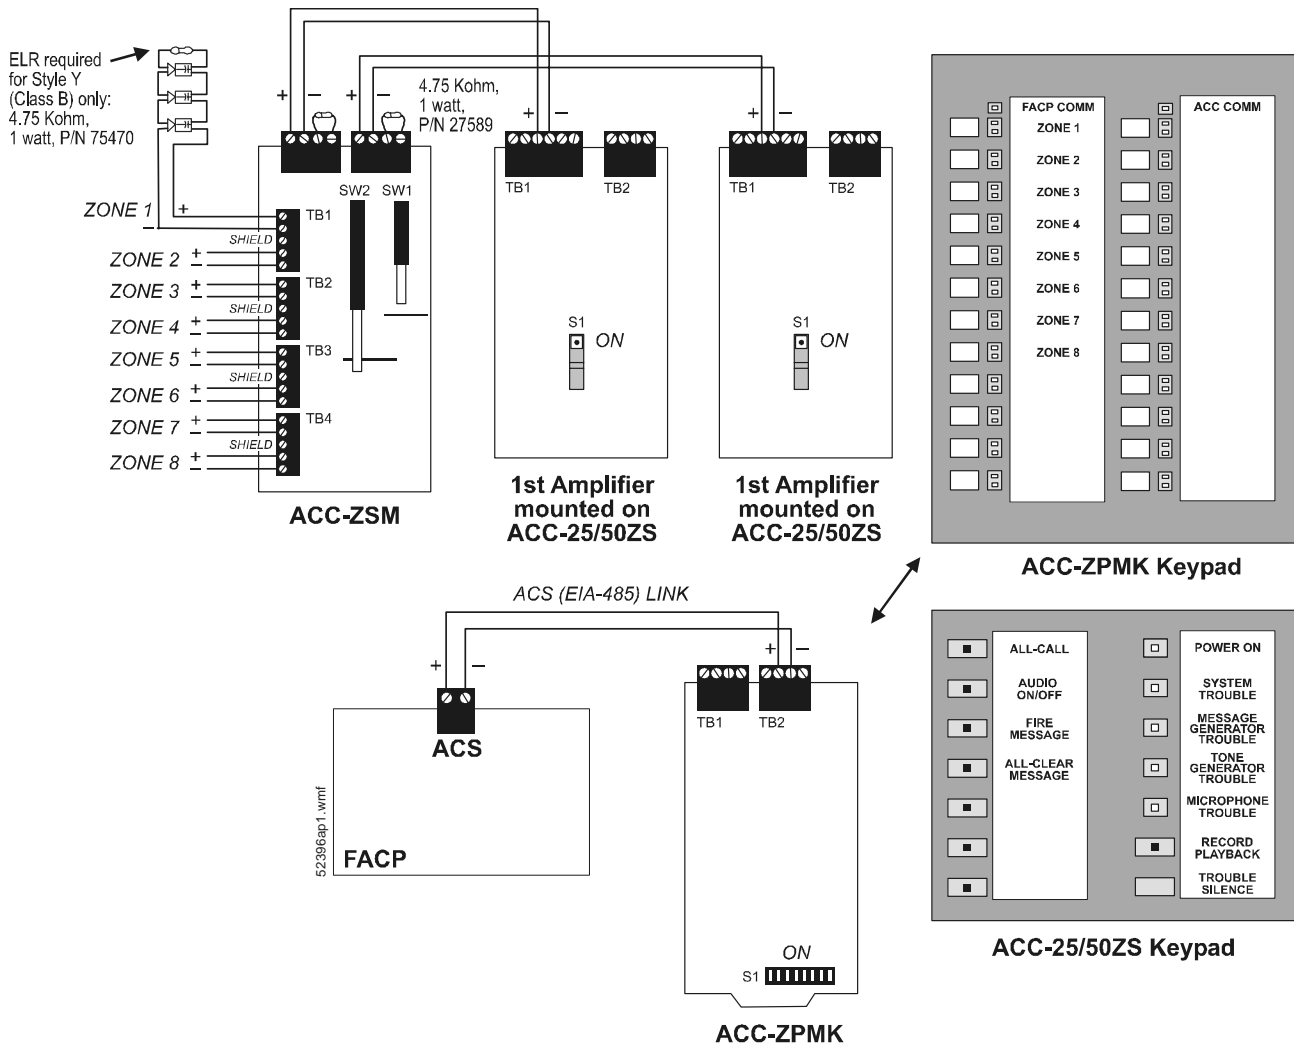 ELR required
for Style Y
(Class B) only:
4.75 Kohm,
1 watt, P/N 75470
+ − + −
4.75 Kohm,
1 watt,
P/N 27589
+ −
+ −
SW2 SW1
TB1 TB2
TB1 TB2
ZONE 1 + −
TB1
SHIELD
ZONE 2 + −
ZONE 3 + −
TB2
SHIELD
ZONE 4 + −
ZONE 5 + −
TB3
SHIELD
ZONE 6 + −
ZONE 7 + −
TB4
SHIELD
ZONE 8 + −
ACC-ZSM
S1
ON
1st Amplifier
mounted on
ACC-25/50ZS
S1
ON
1st Amplifier
mounted on
ACC-25/50ZS
FACP COMM
ZONE 1
ZONE 2
ZONE 3
ZONE 4
ZONE 5
ZONE 6
ZONE 7
ZONE 8
ACC COMM
ACC-ZPMK Keypad
ACS (EIA-485) LINK
+ −
+ −
ACS
FACP
52396ap1.wmf
TB1 TB2
ON
S1
ACC-ZPMK
ALL-CALL
AUDIO
ON/OFF
FIRE
MESSAGE
ALL-CLEAR
MESSAGE
POWER ON
SYSTEM
TROUBLE
MESSAGE
GENERATOR
TROUBLE
TONE
GENERATOR
TROUBLE
MICROPHONE
TROUBLE
RECORD
PLAYBACK
TROUBLE
SILENCE
ACC-25/50ZS Keypad